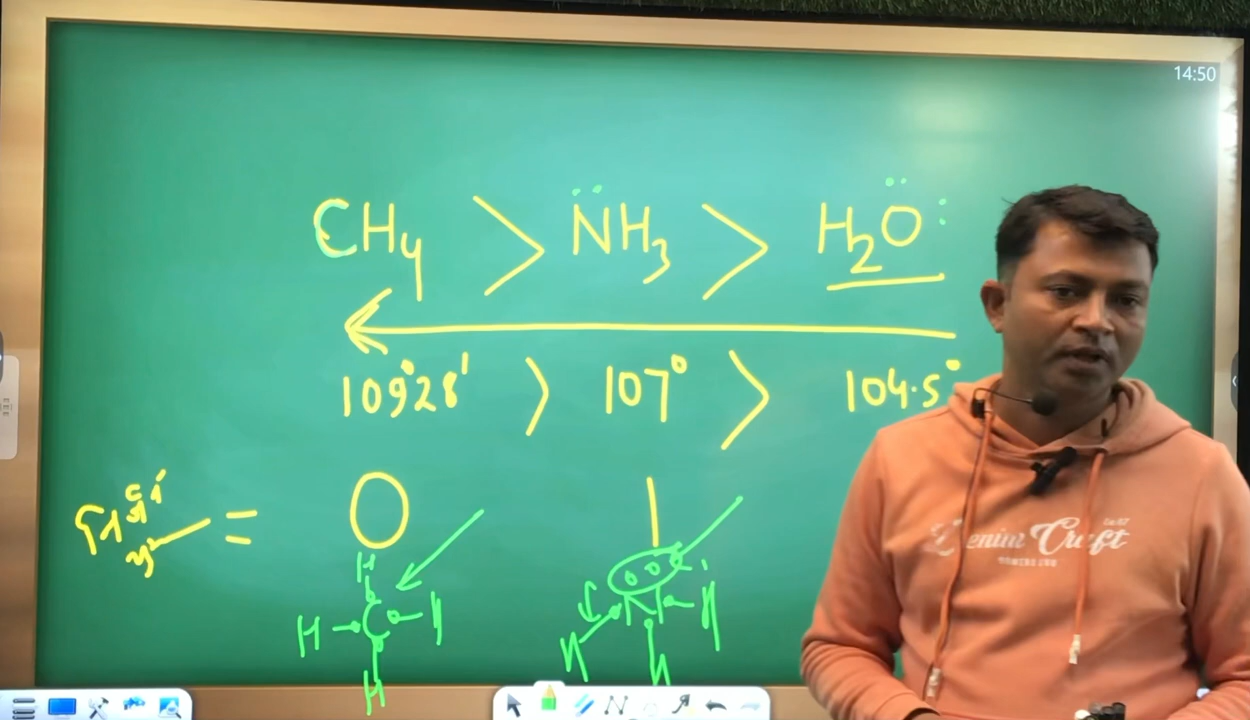 14:50
CH4 > N̈H3 > H2Ö:
109°28' > 107° > 104.5°
= O |
H
H C H N H
H H H
Denim Craft